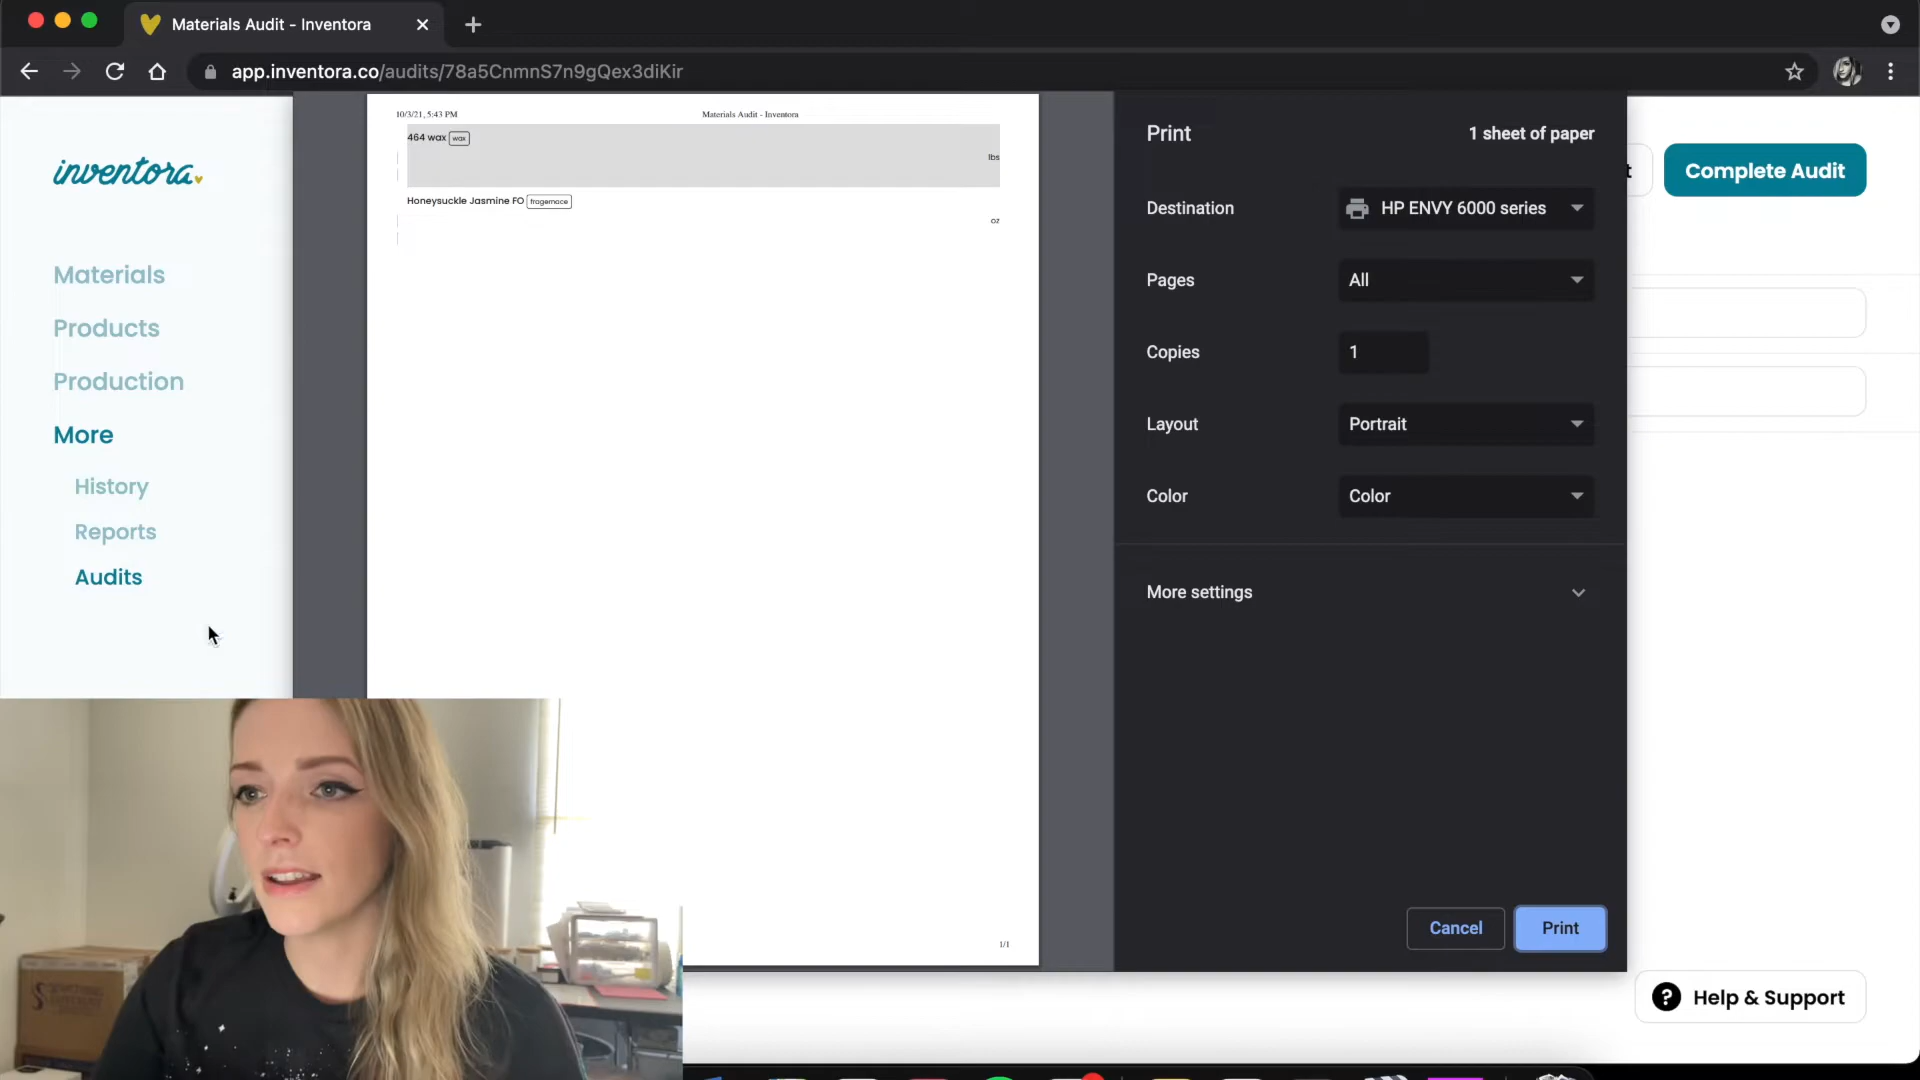 Materials Audit - Inventora
app.inventora.co/audits/78a5CnmnS7n9gQex3diKir
inventora
Materials
Products
Production
More
History
Reports
Audits
10/3/21, 5:43 PM
Materials Audit - Inventora
464 wax wax
lbs
Honeysuckle Jasmine FO fragernace
oz
1/1
Print
1 sheet of paper
Destination
HP ENVY 6000 series
Pages
All
Copies
1
Layout
Portrait
Color
Color
More settings
Cancel
Print
t
Complete Audit
? Help & Support